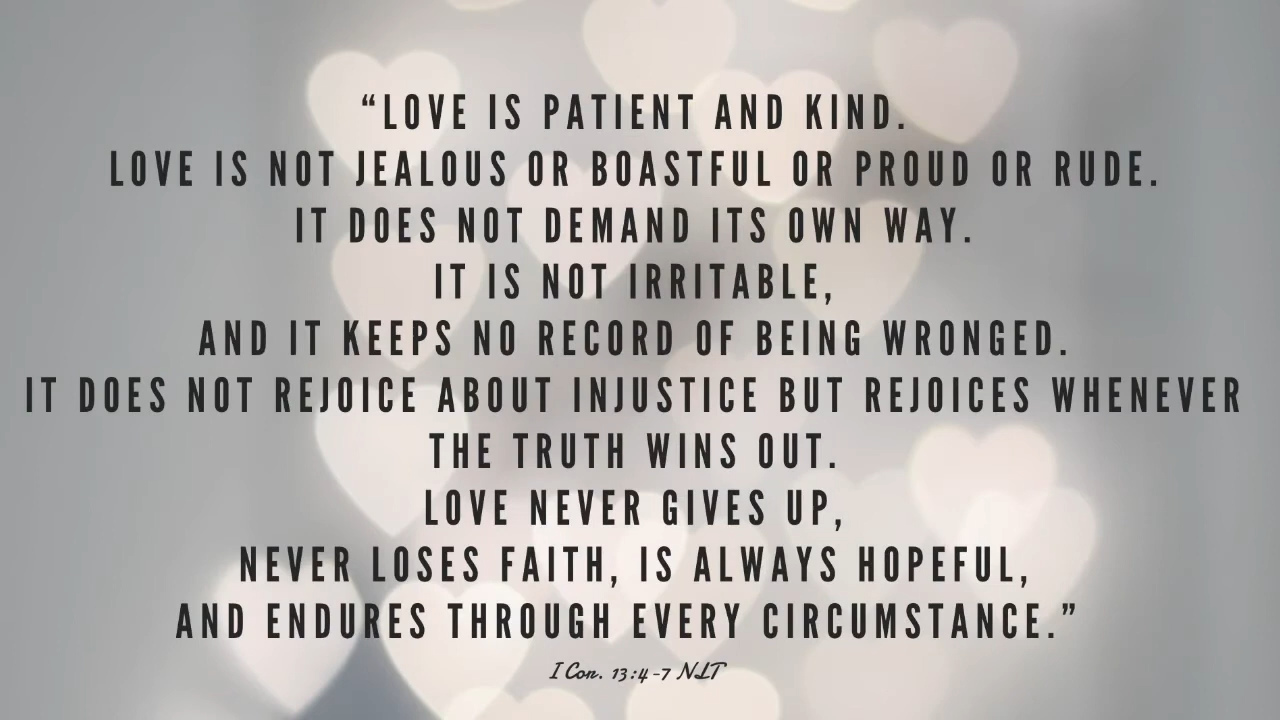 “LOVE IS PATIENT AND KIND.
LOVE IS NOT JEALOUS OR BOASTFUL OR PROUD OR RUDE.
IT DOES NOT DEMAND ITS OWN WAY.
IT IS NOT IRRITABLE,
AND IT KEEPS NO RECORD OF BEING WRONGED.
IT DOES NOT REJOICE ABOUT INJUSTICE BUT REJOICES WHENEVER
THE TRUTH WINS OUT.
LOVE NEVER GIVES UP,
NEVER LOSES FAITH, IS ALWAYS HOPEFUL,
AND ENDURES THROUGH EVERY CIRCUMSTANCE.”
I Cor. 13:4-7 NLT